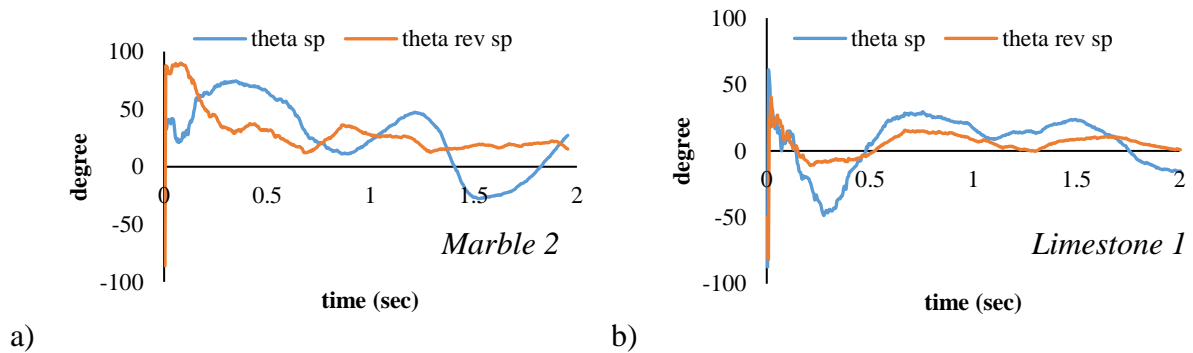 theta sp theta rev sp
100
50
0
-50
-100
0 0.5 1 1.5 2
degree
time (sec)
Marble 2
a)
theta sp theta rev sp
100
50
0
-50
-100
0 0.5 1 1.5 2
degree
time (sec)
Limestone 1
b)